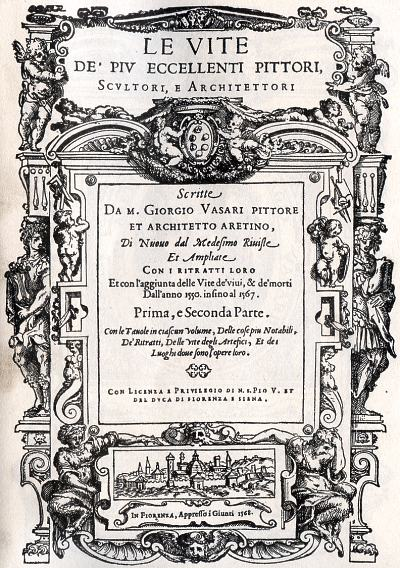 LE VITE
DE' PIV ECCELLENTI PITTORI,
SCVLTORI, E ARCHITETTORI
Scritte
DA M. GIORGIO VASARI PITTORE
ET ARCHITETTO ARETINO,
Di Nuouo dal Medesimo Riuiste
Et Ampliate
CON I RITRATTI LORO
Et con l'aggiunta delle Vite de' viui, & de' morti
Dall'anno 1550. insino al 1567.
Prima, e Seconda Parte.
Con le Tauole in ciascun volume, Delle cose piu Notabili,
De' Ritratti, Delle vite degli Artefici, Et dei
Luoghi doue sono l'opere loro.
CON LICENZA E PRIVILEGIO DI N. S. PIO V. ET
DEL DVCA DI FIORENZA E SIENA.
IN FIORENZA, Appresso i Giunti 1568.